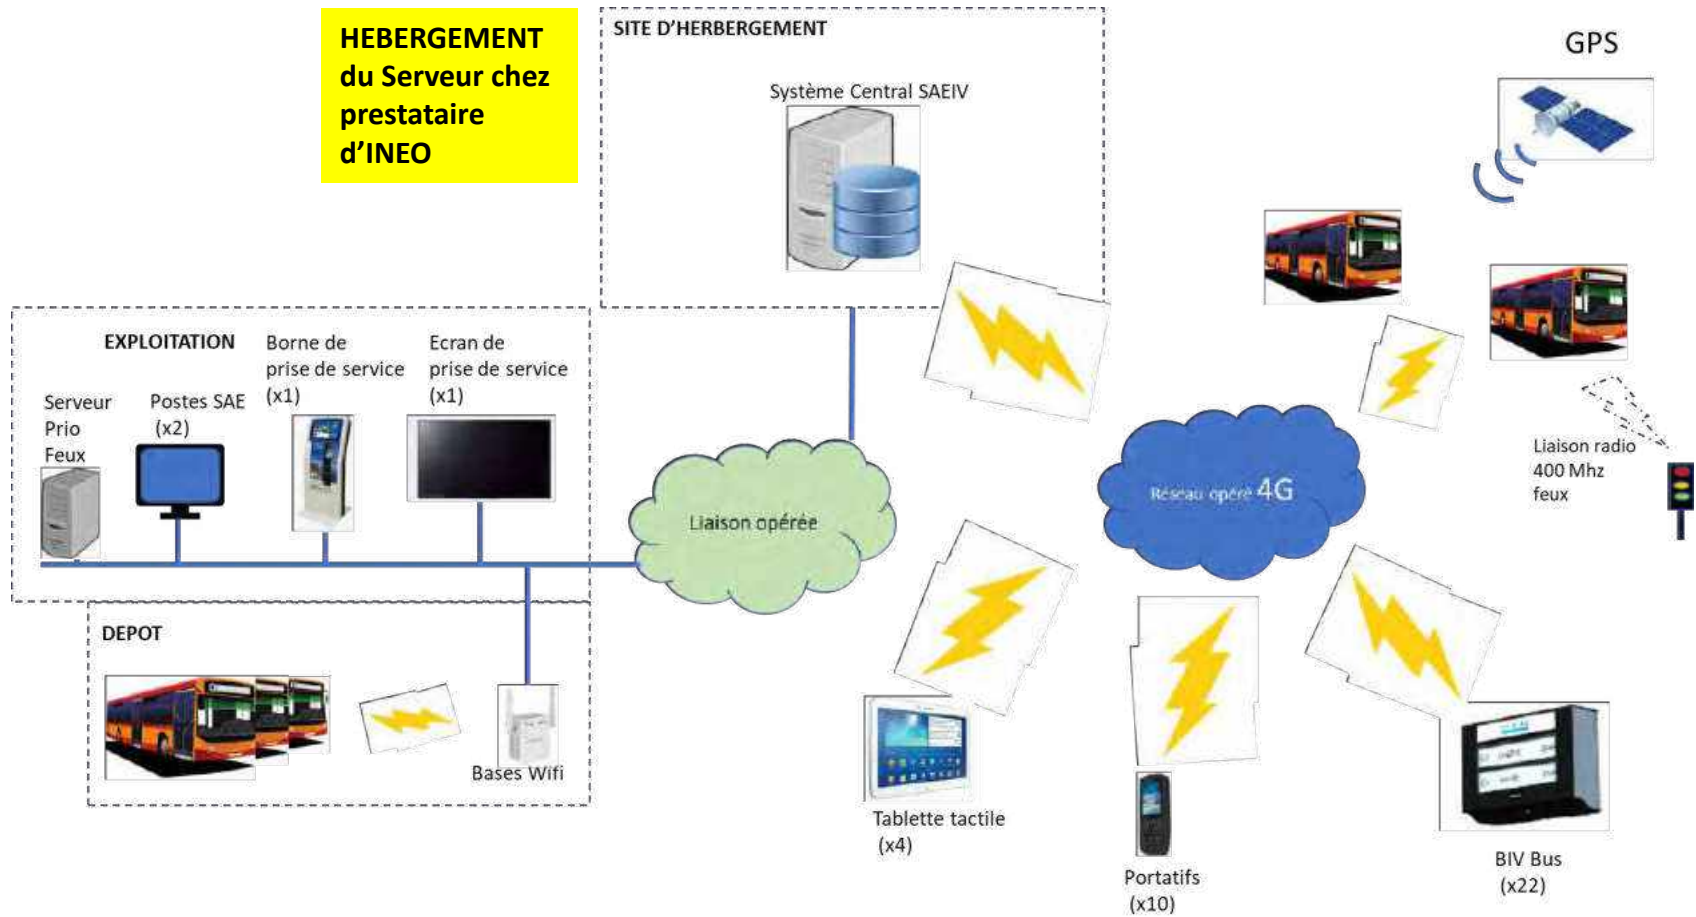 HEBERGEMENT
du Serveur chez
prestataire
d'INEO
SITE D'HERBERGEMENT
Système Central SAEIV
GPS
EXPLOITATION
Borne de
prise de service
(x1)
Ecran de
prise de service
(x1)
Serveur
Prio
Feux
Postes SAE
(x2)
Liaison opérée
Réseau opéré 4G
Liaison radio
400 Mhz
feux
DEPOT
Bases Wifi
Tablette tactile
(x4)
Portatifs
(x10)
BIV Bus
(x22)